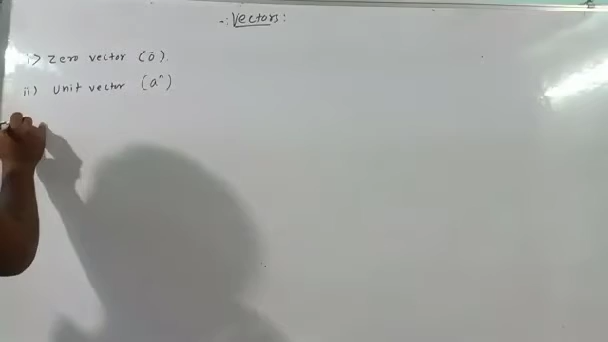 -: Vectors:
i> Zero vector (ō).
ii) Unit vector (a^)